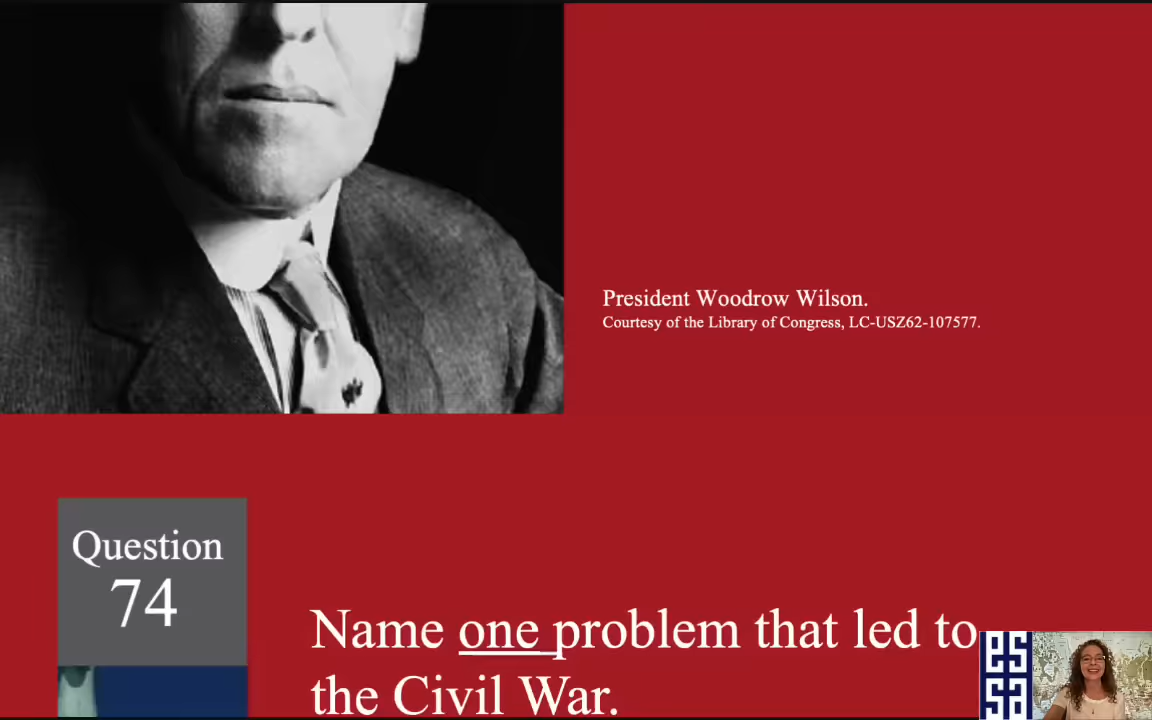 President Woodrow Wilson.
Courtesy of the Library of Congress, LC-USZ62-107577.
Question
74
Name one problem that led to
the Civil War.